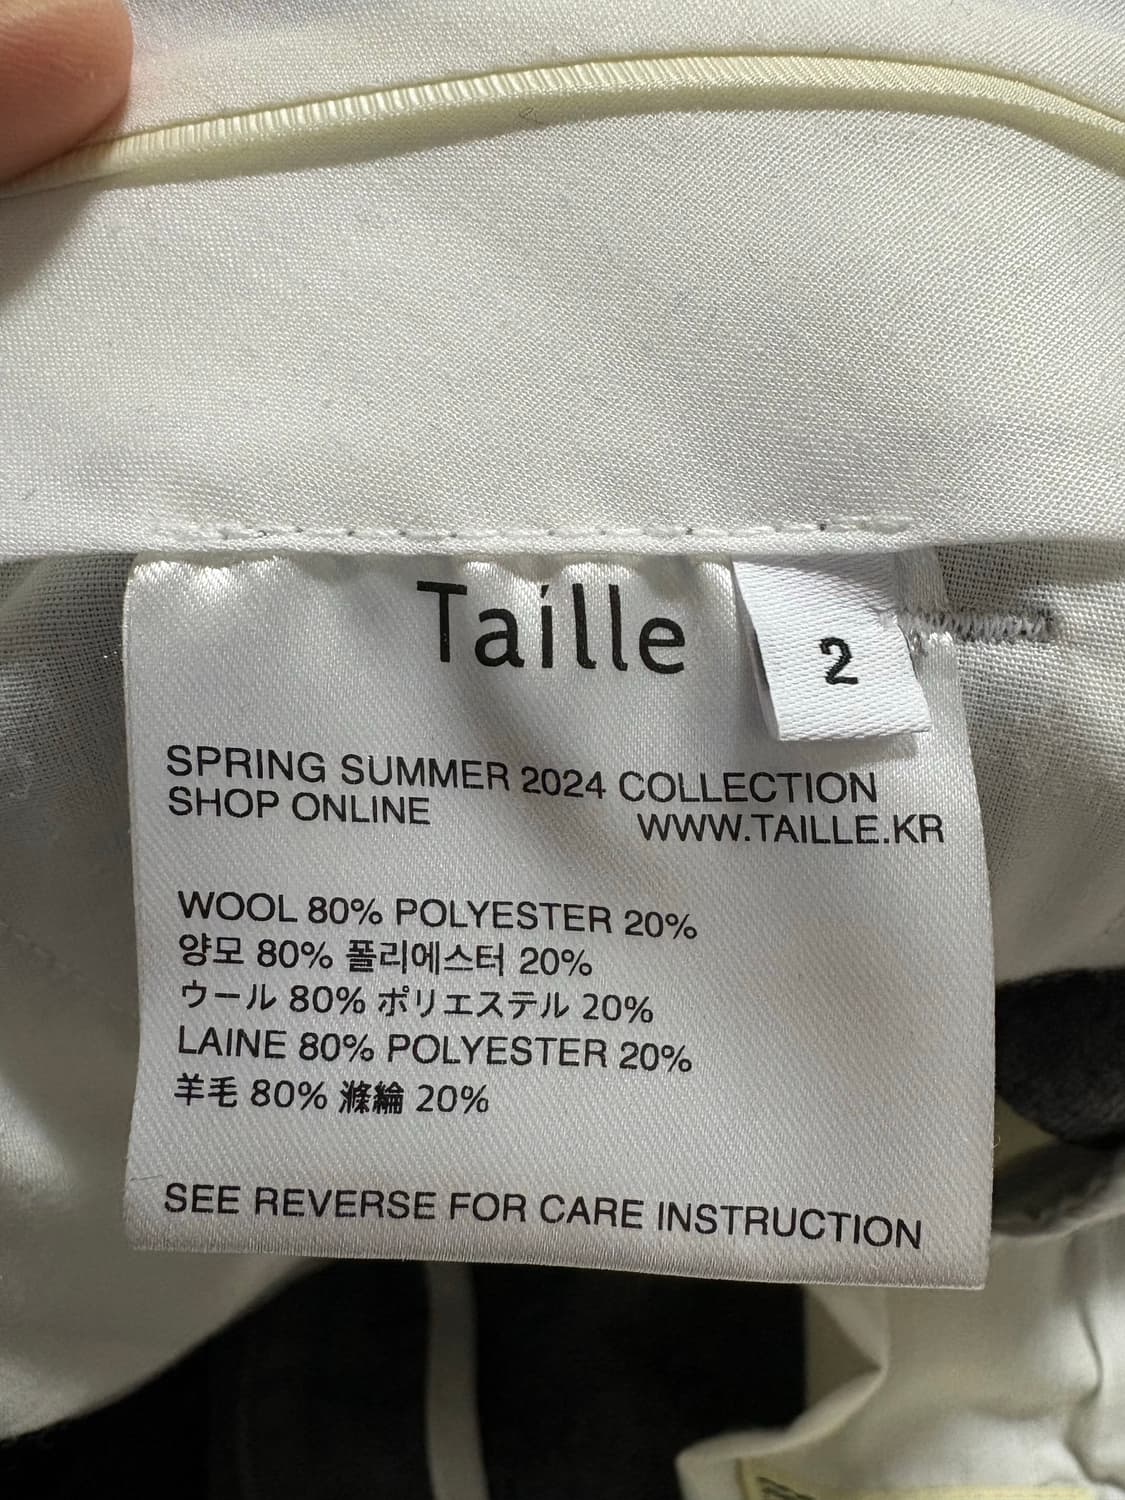 Taílle
2
SPRING SUMMER 2024 COLLECTION
SHOP ONLINE WWW.TAILLE.KR
WOOL 80% POLYESTER 20%
양모 80% 폴리에스터 20%
ウール 80% ポリエステル 20%
LAINE 80% POLYESTER 20%
羊毛 80% 滌綸 20%
SEE REVERSE FOR CARE INSTRUCTION